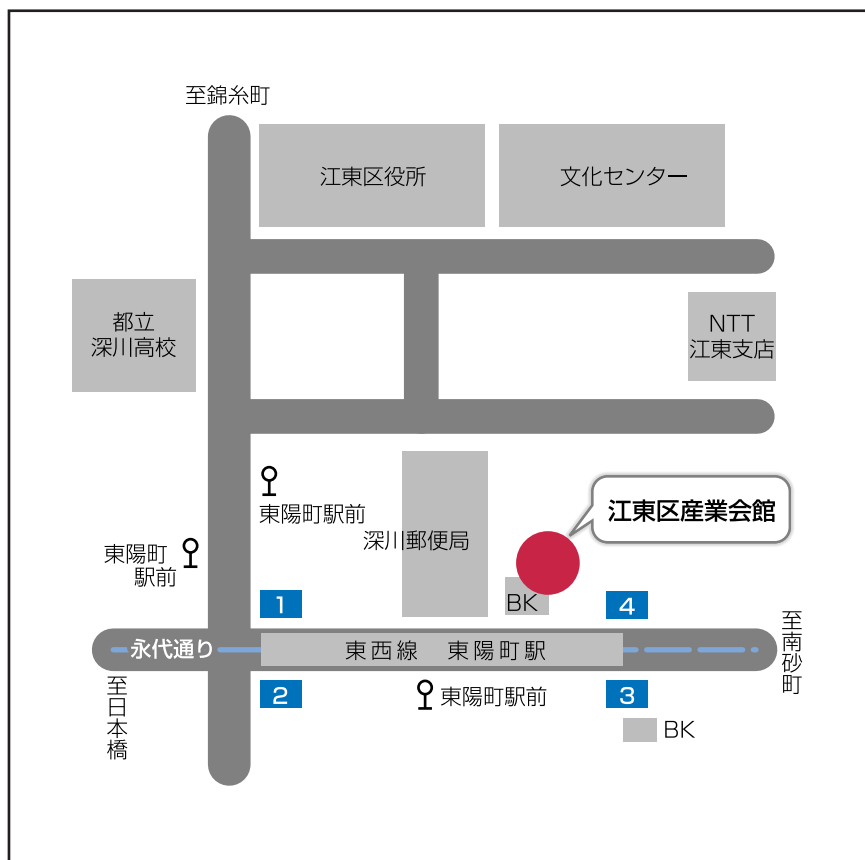 至錦糸町
江東区役所
文化センター
都立
深川高校
NTT
江東支店
東陽町駅前
江東区産業会館
深川郵便局
東陽町
駅前
BK
1
4
永代通り
東西線 東陽町駅
至南砂町
至日本橋
2
東陽町駅前
3
BK